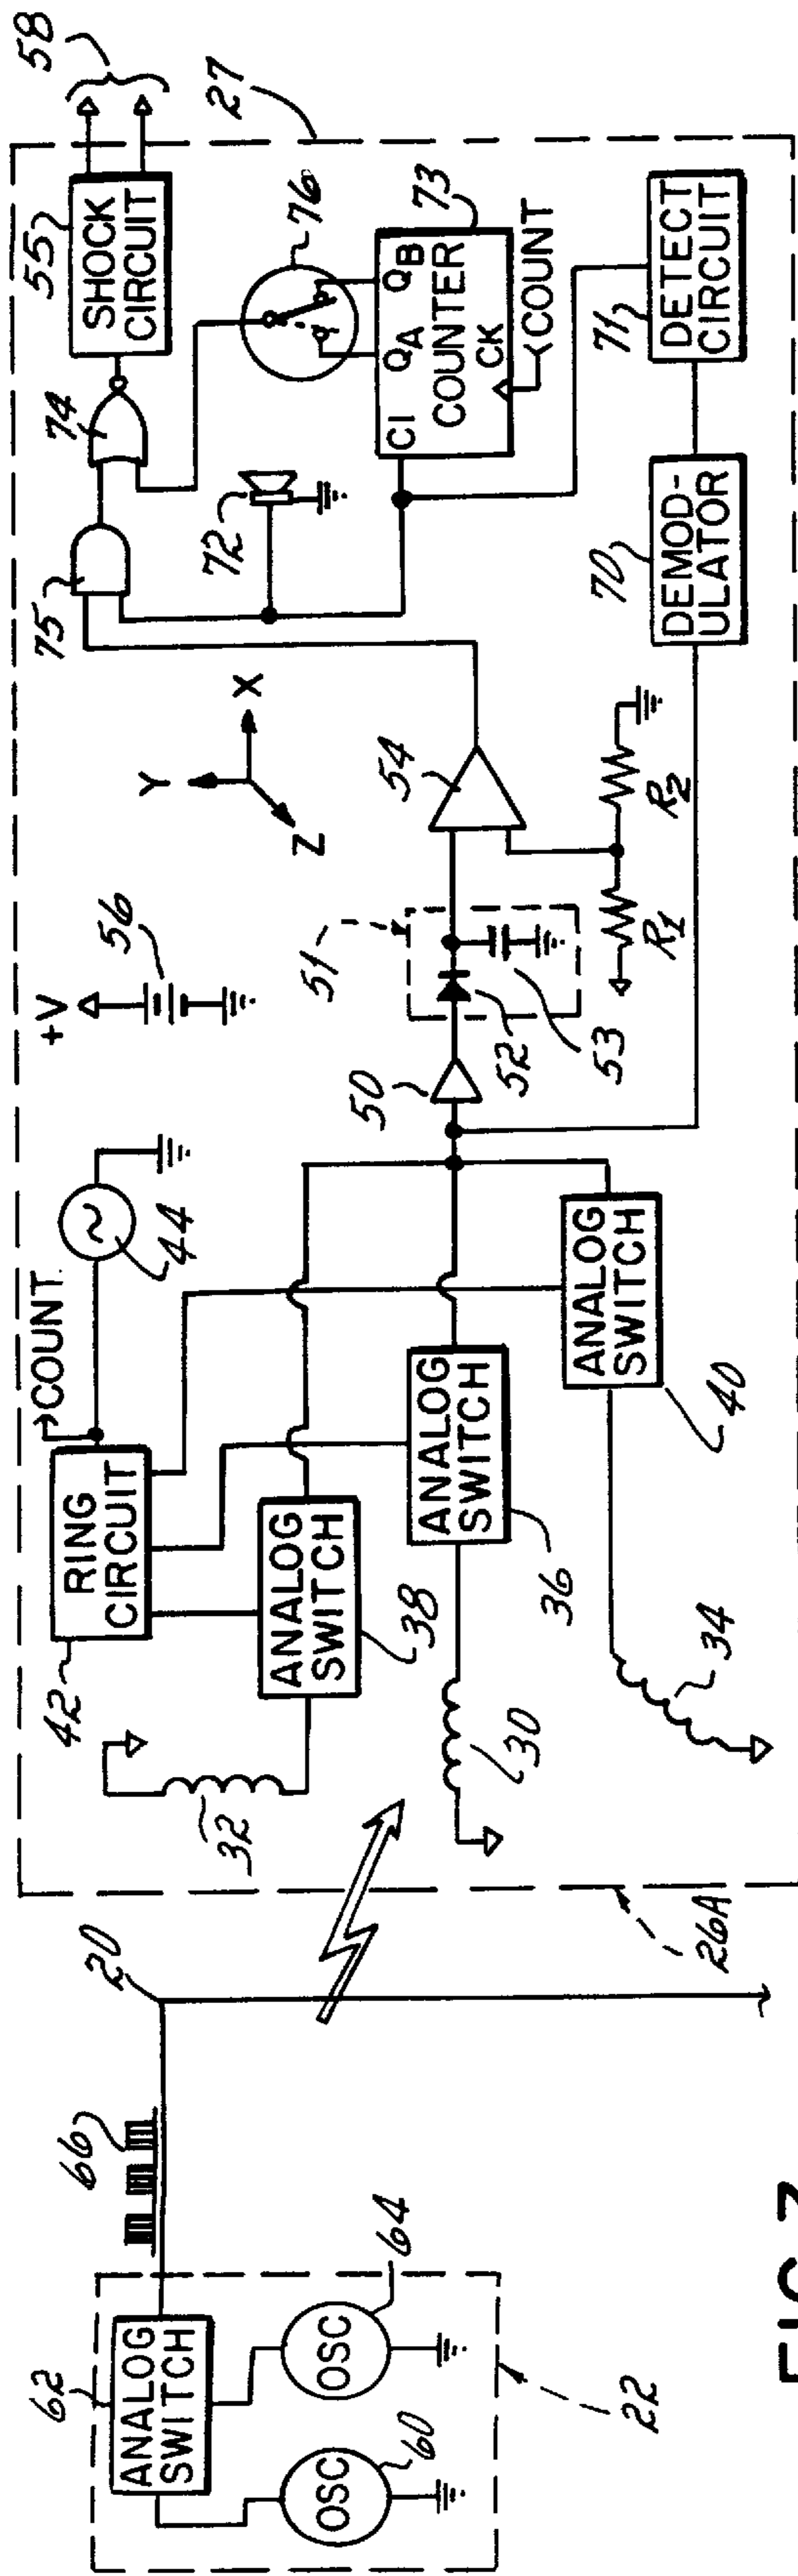 58
27
55
SHOCK
CIRCUIT
74
75
76
72
QA QB
CI COUNTER 73
CK
COUNT
71
DETECT
CIRCUIT
70
DEMOD-
ULATOR
Y
X
Z
54
R1
R2
+V
56
51
52
53
50
COUNT
44
RING
CIRCUIT
42
ANALOG
SWITCH
38
ANALOG
SWITCH
36
ANALOG
SWITCH
40
32
30
34
26A
20
66
62
ANALOG
SWITCH
OSC
60
OSC
64
22